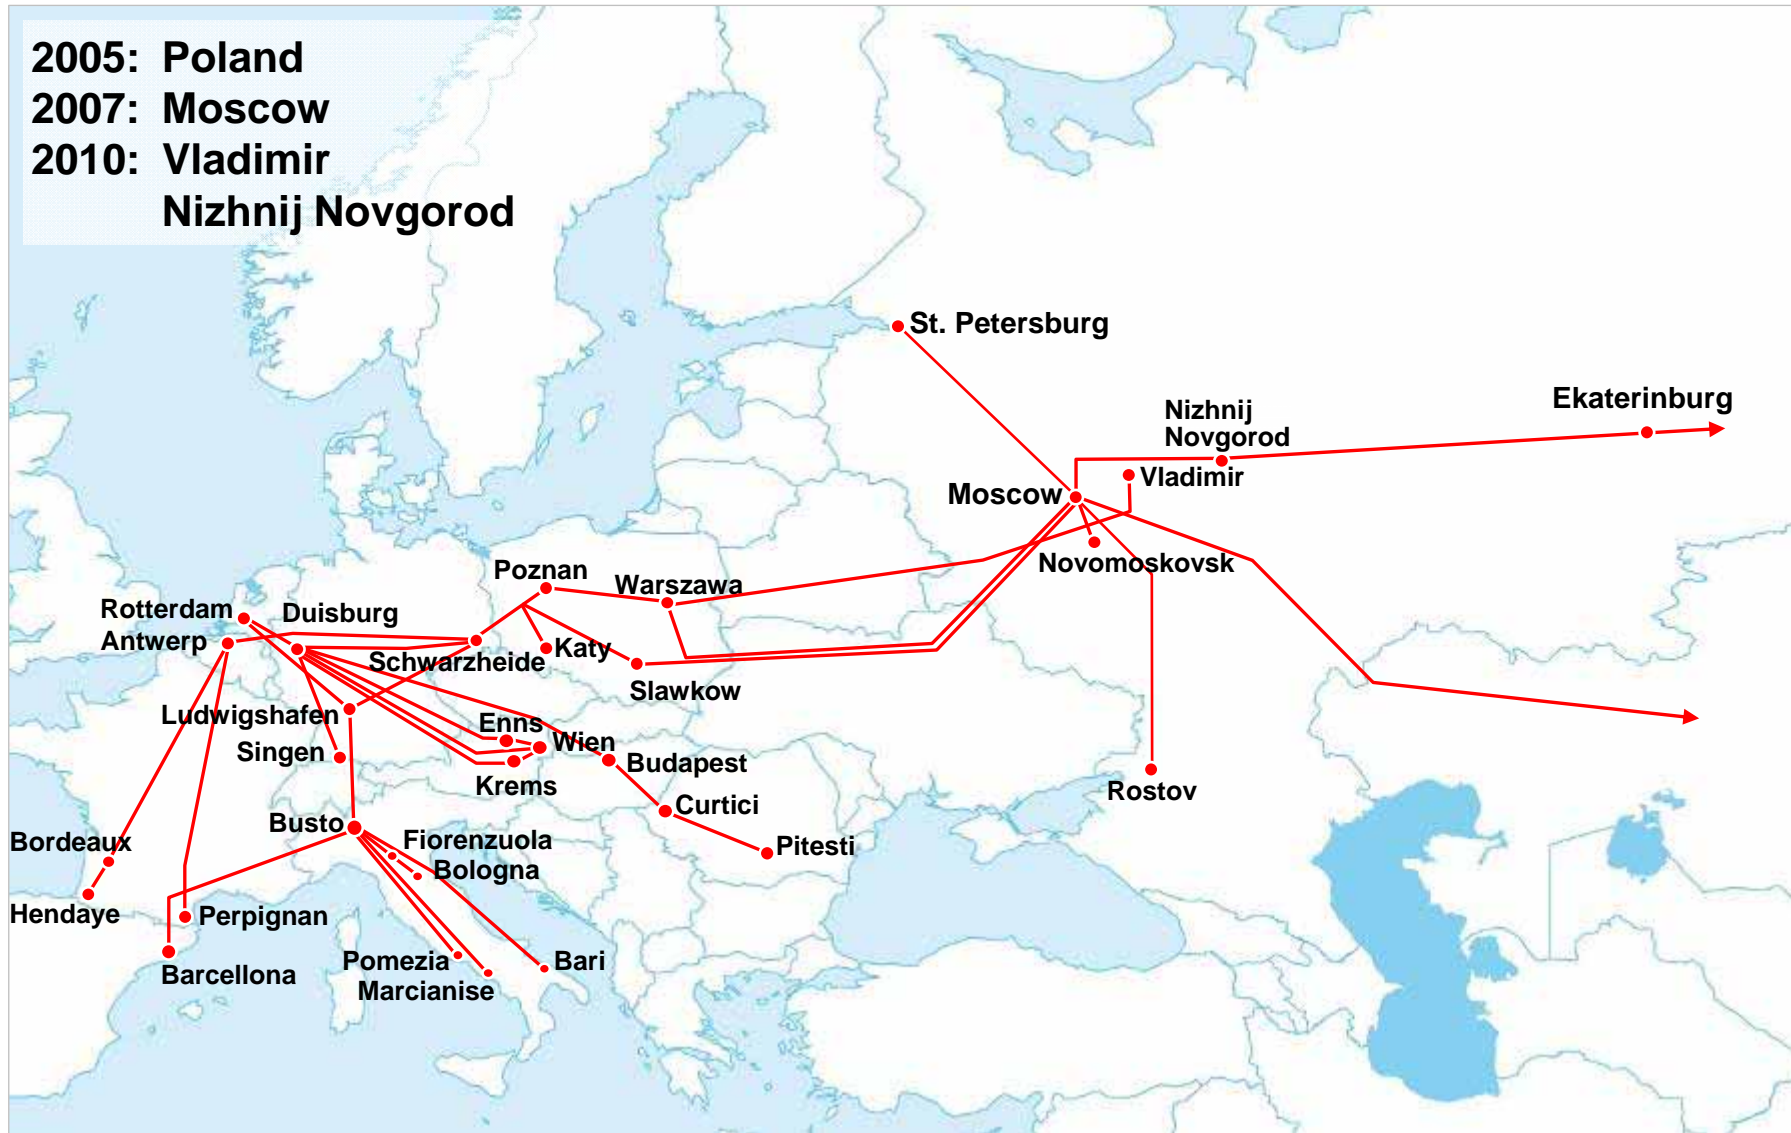 2005: Poland
2007: Moscow
2010: Vladimir
Nizhnij Novgorod
St. Petersburg
Ekaterinburg
Nizhnij
Novgorod
Vladimir
Moscow
Novomoskovsk
Poznan
Warszawa
Rotterdam
Duisburg
Antwerp
Schwarzheide
Katy
Slawkow
Ludwigshafen
Enns
Wien
Singen
Budapest
Krems
Rostov
Curtici
Busto
Fiorenzuola
Bordeaux
Pitesti
Bologna
Hendaye
Perpignan
Pomezia
Bari
Barcellona
Marcianise